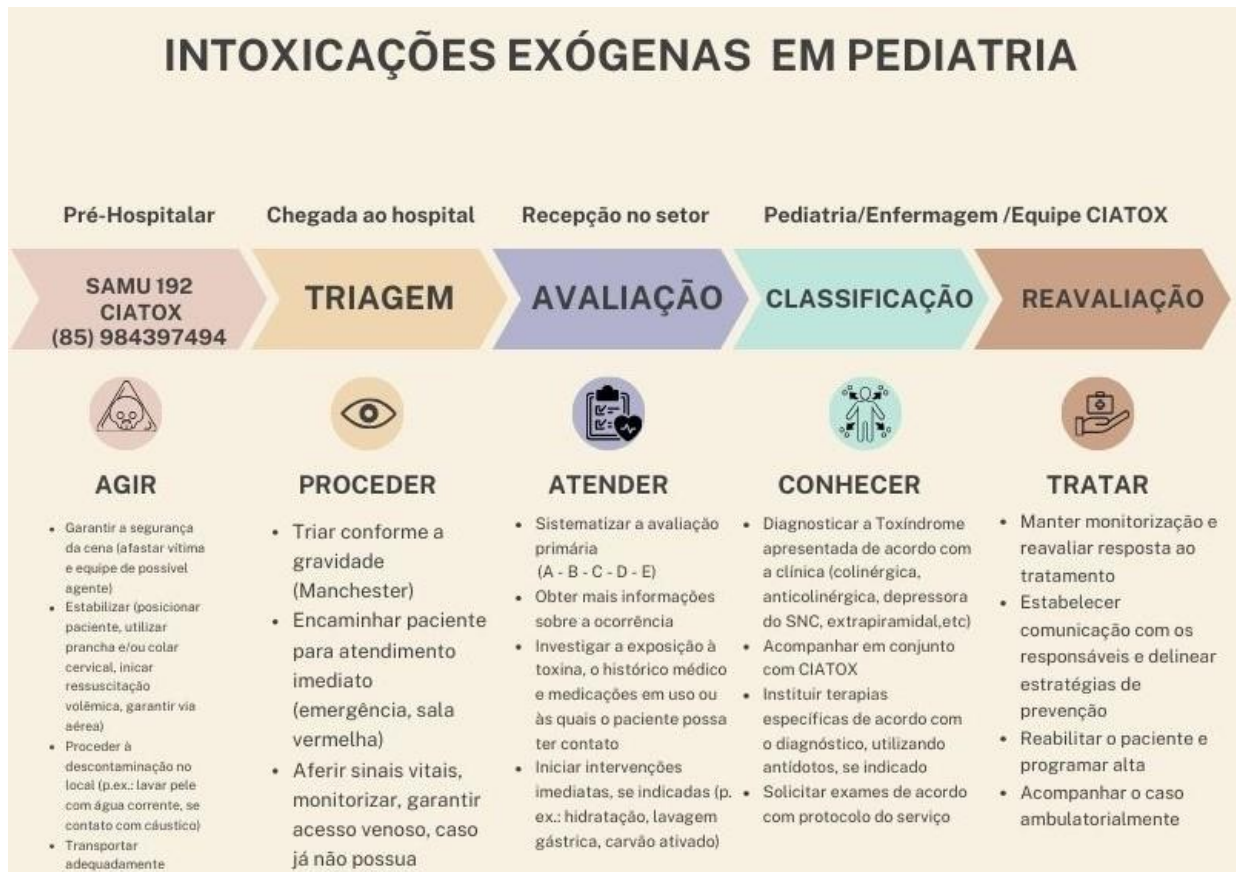 INTOXICAÇÕES EXÓGENAS EM PEDIATRIA
Pré-Hospitalar
Chegada ao hospital
Recepção no setor
Pediatria/Enfermagem /Equipe CIATOX
SAMU 192
CIATOX
(85) 984397494
TRIAGEM
AVALIAÇÃO
CLASSIFICAÇÃO
REAVALIAÇÃO
AGIR
• Garantir a segurança
da cena (afastar vítima
e equipe de possível
agente)
• Estabilizar (posicionar
paciente, utilizar
prancha e/ou colar
cervical, inicar
ressuscitação
volêmica, garantir via
aérea)
• Proceder à
descontaminação no
local (p.ex.: lavar pele
com água corrente, se
contato com cáustico)
• Transportar
adequadamente
PROCEDER
• Triar conforme a
gravidade
(Manchester)
• Encaminhar paciente
para atendimento
imediato
(emergência, sala
vermelha)
• Aferir sinais vitais,
monitorizar, garantir
acesso venoso, caso
já não possua
ATENDER
• Sistematizar a avaliação
primária
(A - B - C - D - E)
• Obter mais informações
sobre a ocorrência
• Investigar a exposição à
toxina, o histórico médico
e medicações em uso ou
às quais o paciente possa
ter contato
• Iniciar intervenções
imediatas, se indicadas (p.
ex.: hidratação, lavagem
gástrica, carvão ativado)
CONHECER
• Diagnosticar a Toxíndrome
apresentada de acordo com
a clínica (colinérgica,
anticolinérgica, depressora
do SNC, extrapiramidal,etc)
• Acompanhar em conjunto
com CIATOX
• Instituir terapias
específicas de acordo com
o diagnóstico, utilizando
antídotos, se indicado
• Solicitar exames de acordo
com protocolo do serviço
TRATAR
• Manter monitorização e
reavaliar resposta ao
tratamento
• Estabelecer
comunicação com os
responsáveis e delinear
estratégias de
prevenção
• Reabilitar o paciente e
programar alta
• Acompanhar o caso
ambulatorialmente